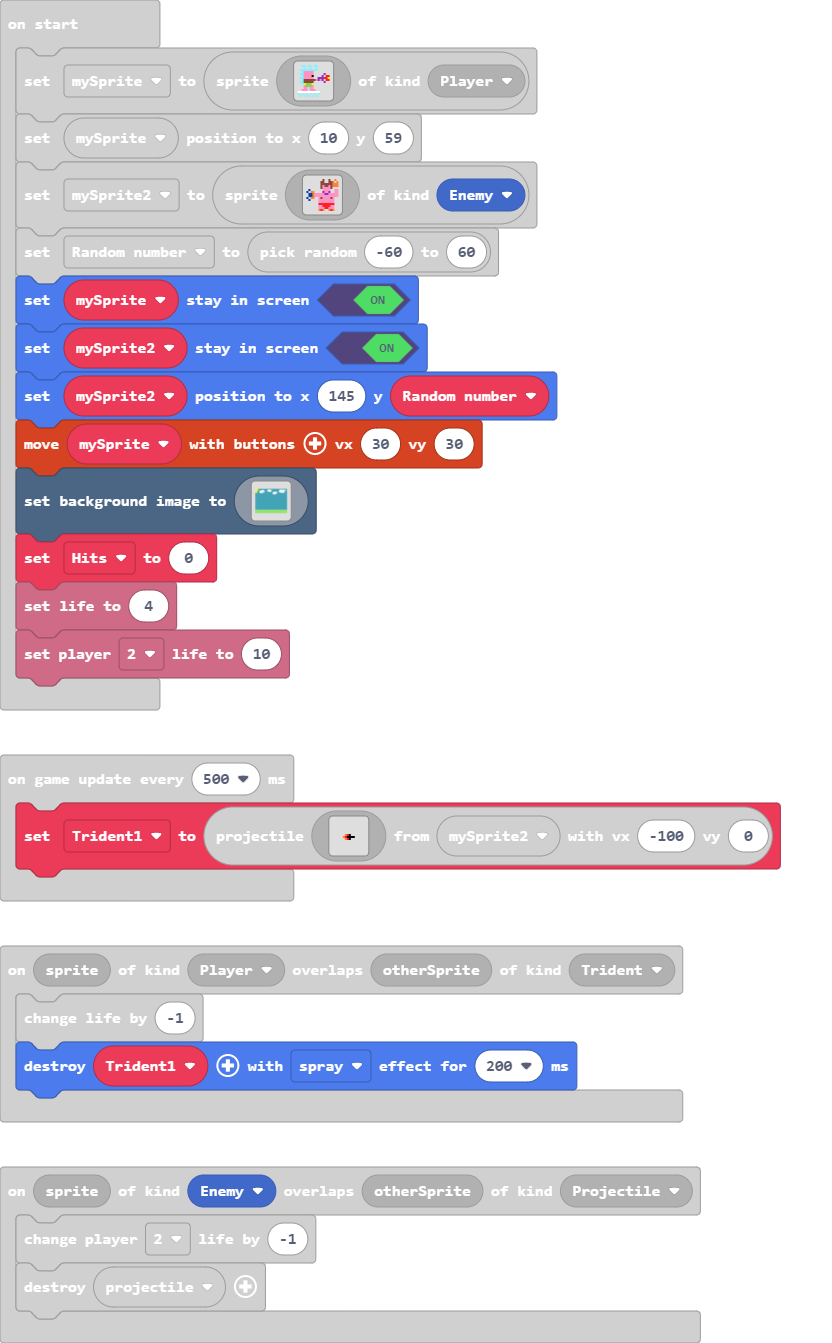 on start
set mySprite to sprite of kind Player
set mySprite position to x 10 y 59
set mySprite2 to sprite of kind Enemy
set Random number to pick random -60 to 60
set mySprite stay in screen ON
set mySprite2 stay in screen ON
set mySprite2 position to x 145 y Random number
move mySprite with buttons + vx 30 vy 30
set background image to
set Hits to 0
set life to 4
set player 2 life to 10
on game update every 500 ms
set Trident1 to projectile from mySprite2 with vx -100 vy 0
on sprite of kind Player overlaps otherSprite of kind Trident
change life by -1
destroy Trident1 + with spray effect for 200 ms
on sprite of kind Enemy overlaps otherSprite of kind Projectile
change player 2 life by -1
destroy projectile +